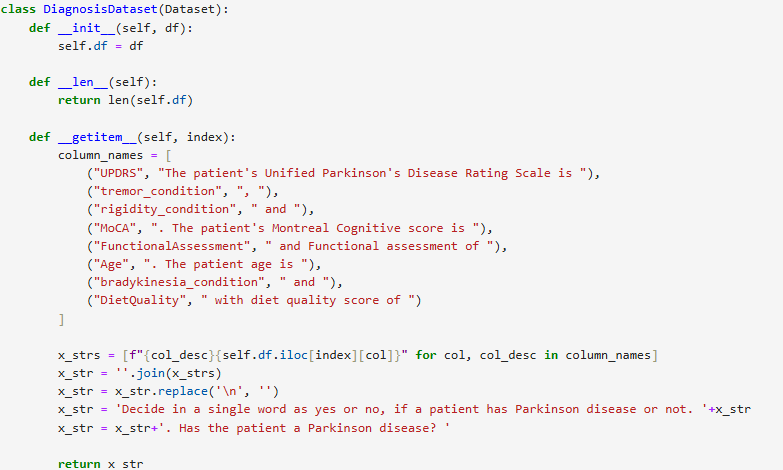 class DiagnosisDataset(Dataset):
    def __init__(self, df):
        self.df = df

    def __len__(self):
        return len(self.df)

    def __getitem__(self, index):
        column_names = [
            ("UPDRS", "The patient's Unified Parkinson's Disease Rating Scale is "),
            ("tremor_condition", ", "),
            ("rigidity_condition", " and "),
            ("MoCA", ". The patient's Montreal Cognitive score is "),
            ("FunctionalAssessment", " and Functional assessment of "),
            ("Age", ". The patient age is "),
            ("bradykinesia_condition", " and "),
            ("DietQuality", " with diet quality score of ")
        ]

        x_strs = [f"{col_desc}{self.df.iloc[index][col]}" for col, col_desc in column_names]
        x_str = ''.join(x_strs)
        x_str = x_str.replace('\n', '')
        x_str = 'Decide in a single word as yes or no, if a patient has Parkinson disease or not. '+x_str
        x_str = x_str+'. Has the patient a Parkinson disease? '

        return x_str